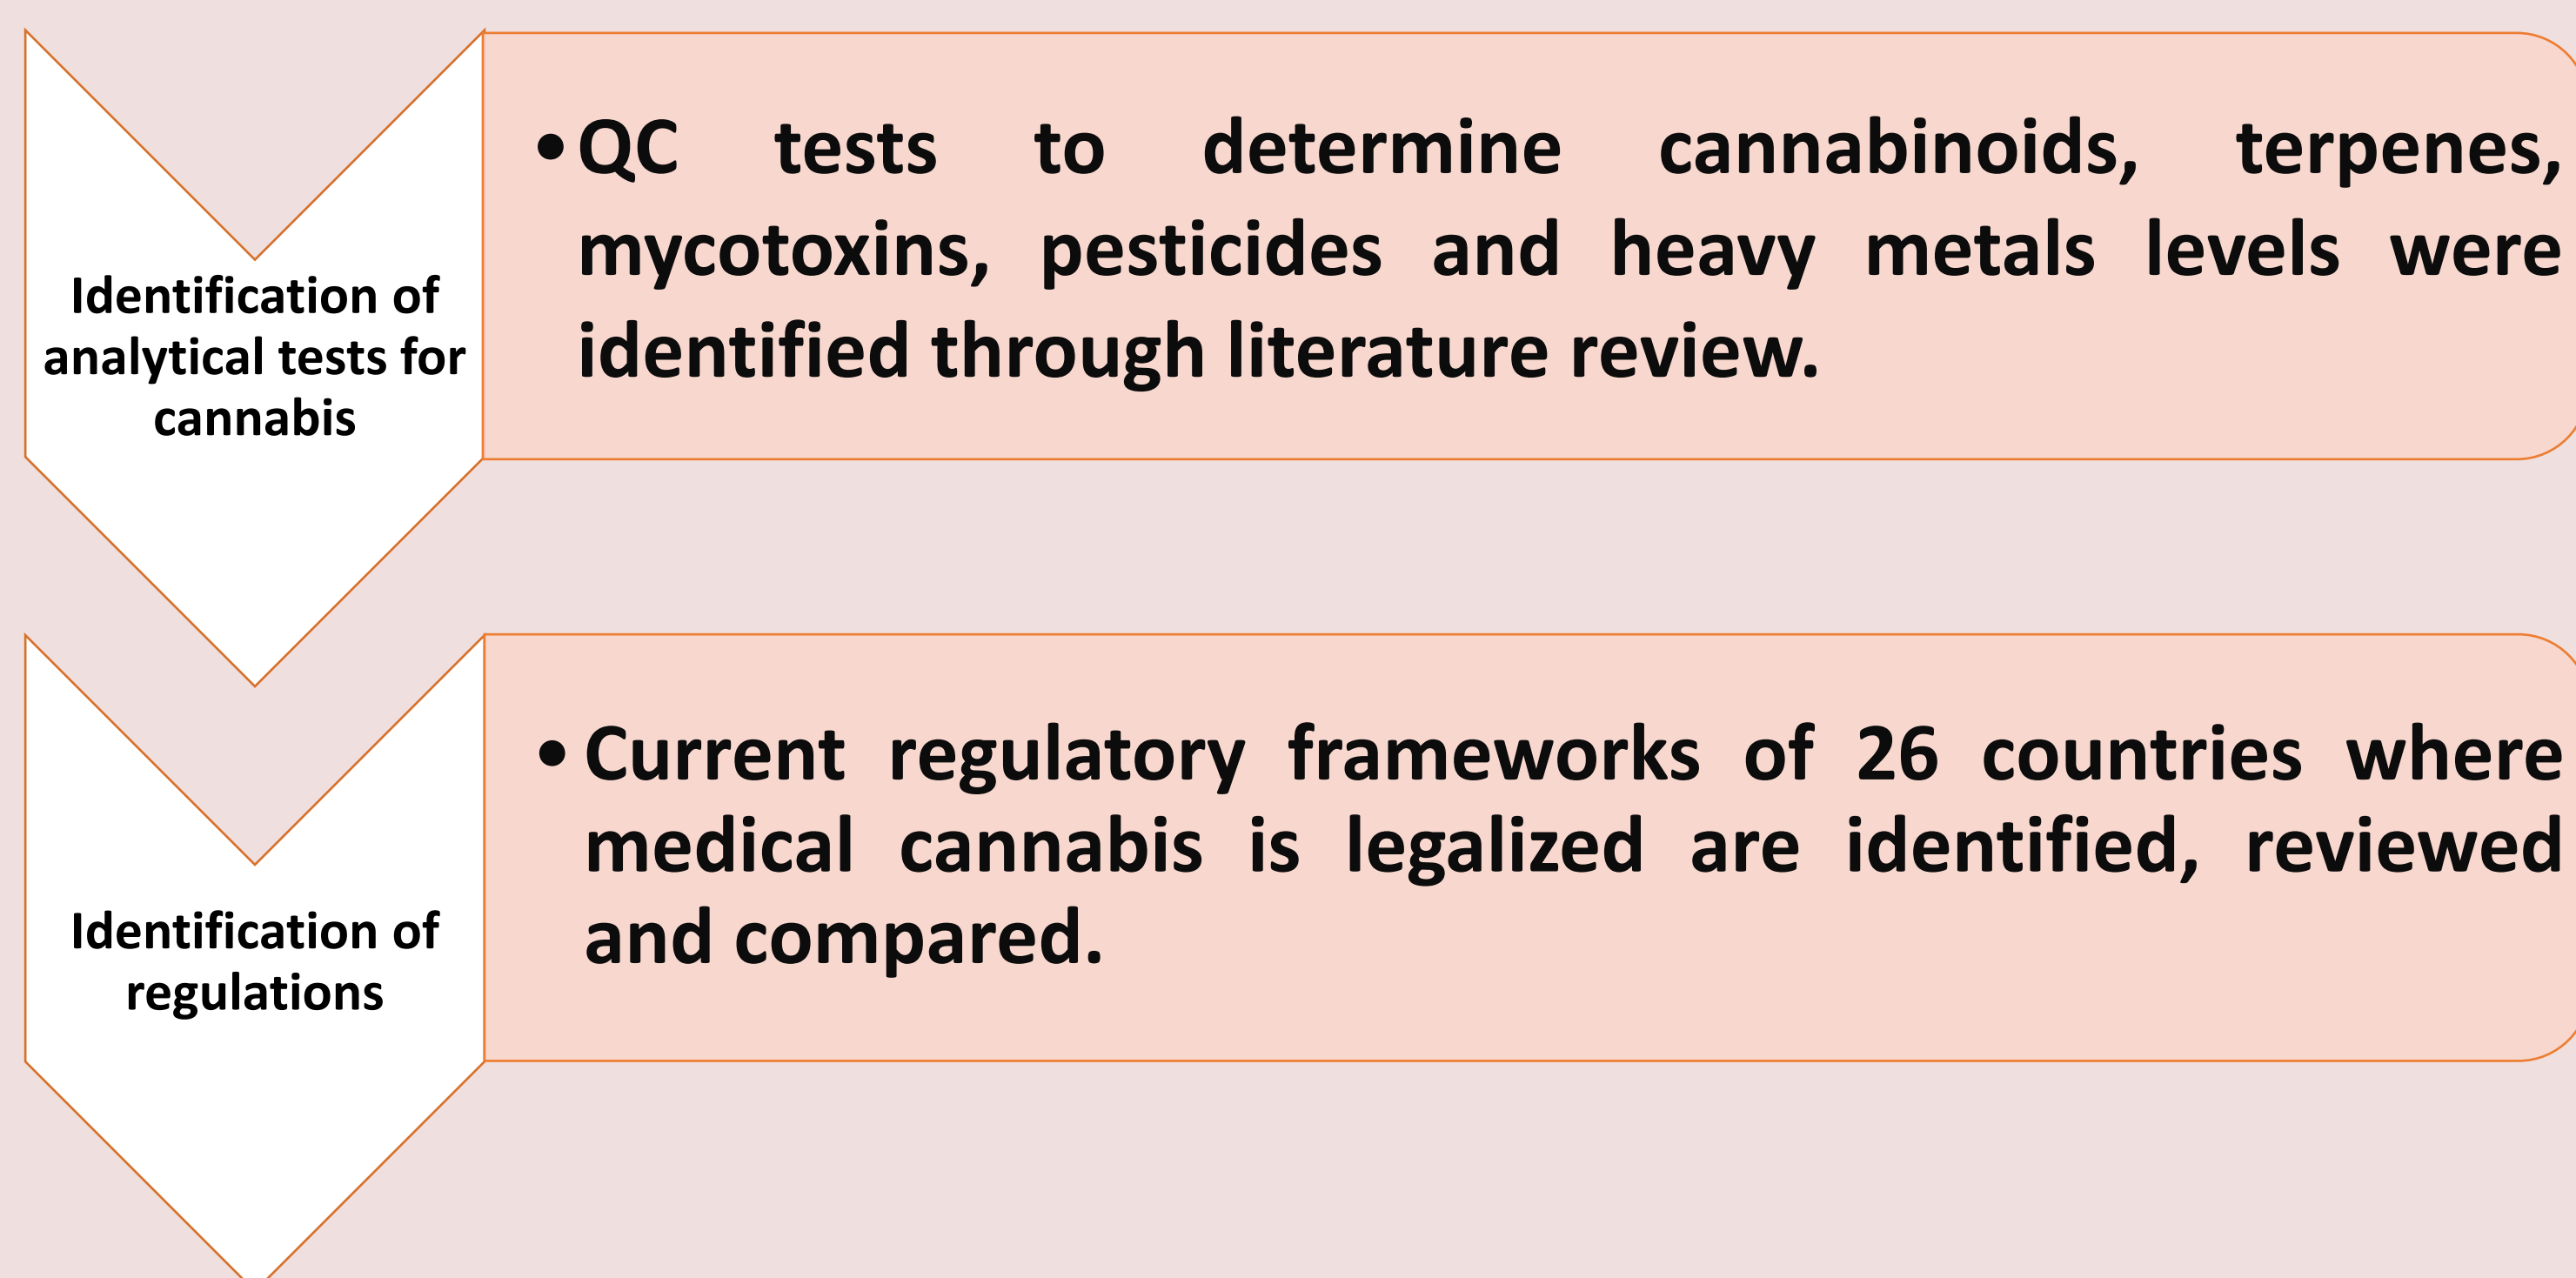 Identification of
analytical tests for
cannabis
•QC tests to determine cannabinoids, terpenes,
mycotoxins, pesticides and heavy metals levels were
identified through literature review.
Identification of
regulations
•Current regulatory frameworks of 26 countries where
medical cannabis is legalized are identified, reviewed
and compared.